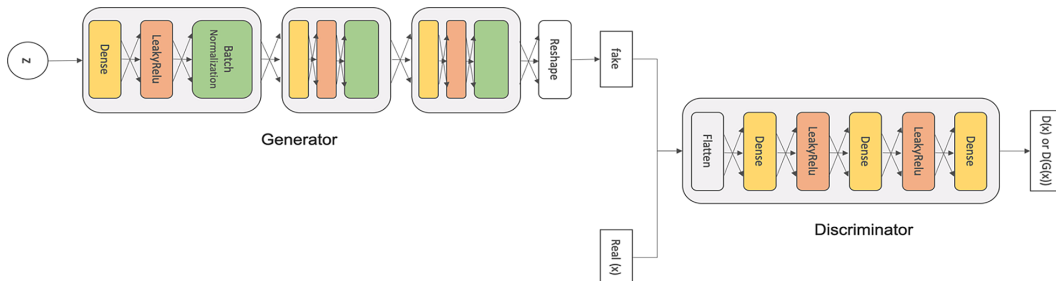 z
Dense
LeakyRelu
Batch
Normalization
Generator
Reshape
fake
Real (x)
Flatten
Dense
LeakyRelu
Dense
LeakyRelu
Dense
Discriminator
D(x) or D(G(x))